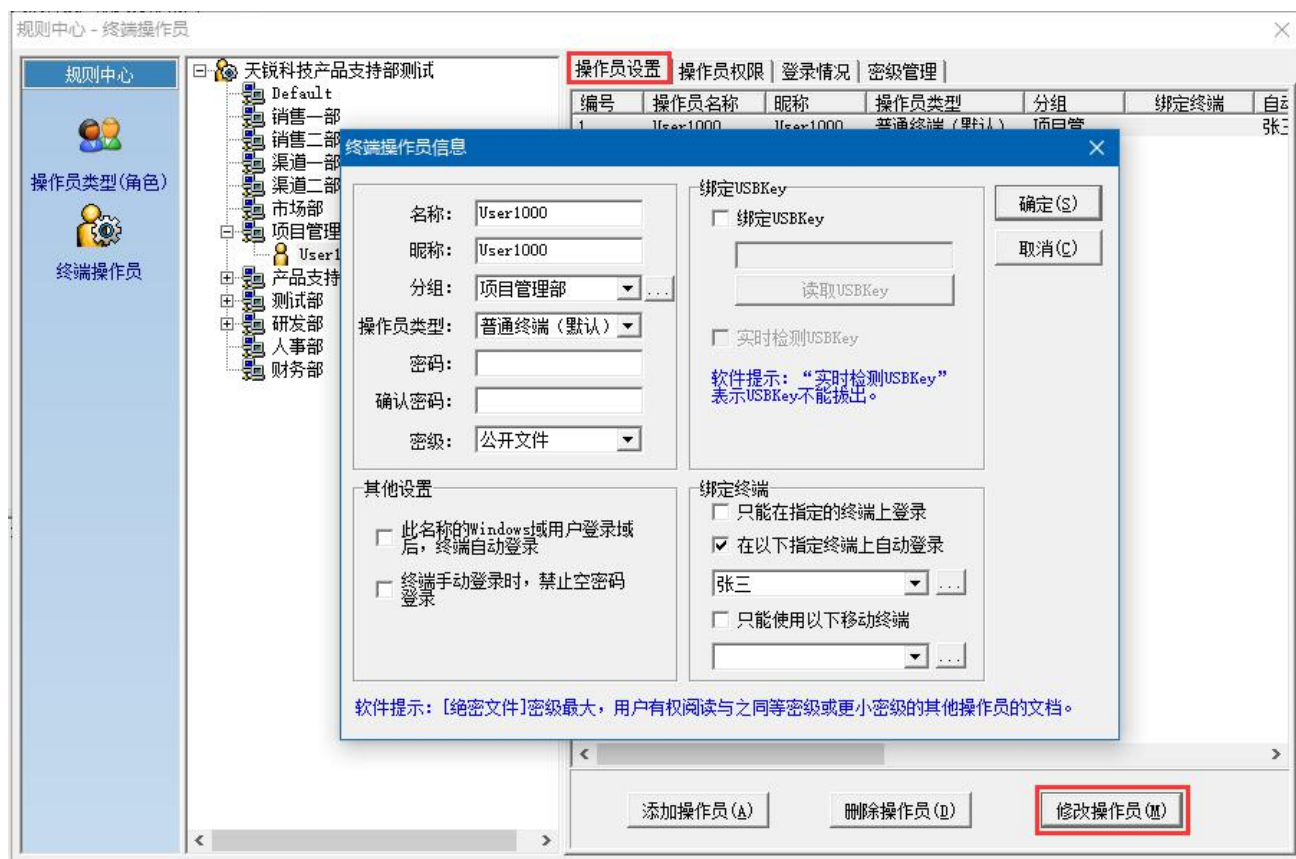 规则中心 - 终端操作员
规则中心
操作员类型(角色)
终端操作员
天锐科技产品支持部测试
Default
销售一部
销售二部
渠道一部
渠道二部
市场部
项目管理
User1
产品支持
测试部
研发部
人事部
财务部
操作员设置 操作员权限 登录情况 密级管理
编号 操作员名称 昵称 操作员类型 分组 绑定终端
1 User1000 User1000 普通终端（默认） 项目管 张三
终端操作员信息
名称： User1000
昵称： User1000
分组： 项目管理部 ...
操作员类型： 普通终端（默认）
密码：
确认密码：
密级： 公开文件
绑定USBKey
绑定USBKey
读取USBKey
实时检测USBKey
软件提示：“实时检测USBKey”
表示USBKey不能拔出。
确定(S)
取消(C)
其他设置
此名称的Windows域用户登录域
后，终端自动登录
终端手动登录时，禁止空密码
登录
绑定终端
只能在指定的终端上登录
在以下指定终端上自动登录
张三 ...
只能使用以下移动终端
...
软件提示：[绝密文件]密级最大，用户有权阅读与之同等密级或更小密级的其他操作员的文档。
添加操作员(A) 删除操作员(D) 修改操作员(M)